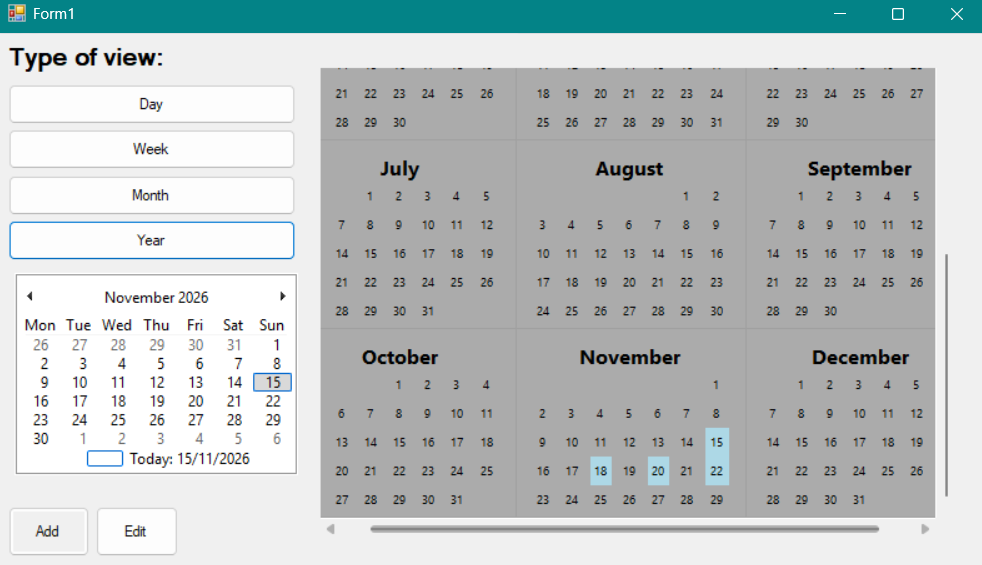 Form1
Type of view:
Day
Week
Month
Year
November 2026
Mon Tue Wed Thu Fri Sat Sun
26 27 28 29 30 31 1
2 3 4 5 6 7 8
9 10 11 12 13 14 15
16 17 18 19 20 21 22
23 24 25 26 27 28 29
30 1 2 3 4 5 6
Today: 15/11/2026
Add Edit
21 22 23 24 25 26
28 29 30
18 19 20 21 22 23 24
25 26 27 28 29 30 31
22 23 24 25 26 27
29 30
July
1 2 3 4 5
7 8 9 10 11 12
14 15 16 17 18 19
21 22 23 24 25 26
28 29 30 31
August
1 2
3 4 5 6 7 8 9
10 11 12 13 14 15 16
17 18 19 20 21 22 23
24 25 26 27 28 29 30
September
1 2 3 4 5
7 8 9 10 11 12
14 15 16 17 18 19
21 22 23 24 25 26
28 29 30
October
1 2 3 4
6 7 8 9 10 11
13 14 15 16 17 18
20 21 22 23 24 25
27 28 29 30 31
November
1
2 3 4 5 6 7 8
9 10 11 12 13 14 15
16 17 18 19 20 21 22
23 24 25 26 27 28 29
December
1 2 3 4 5
7 8 9 10 11 12
14 15 16 17 18 19
21 22 23 24 25 26
28 29 30 31